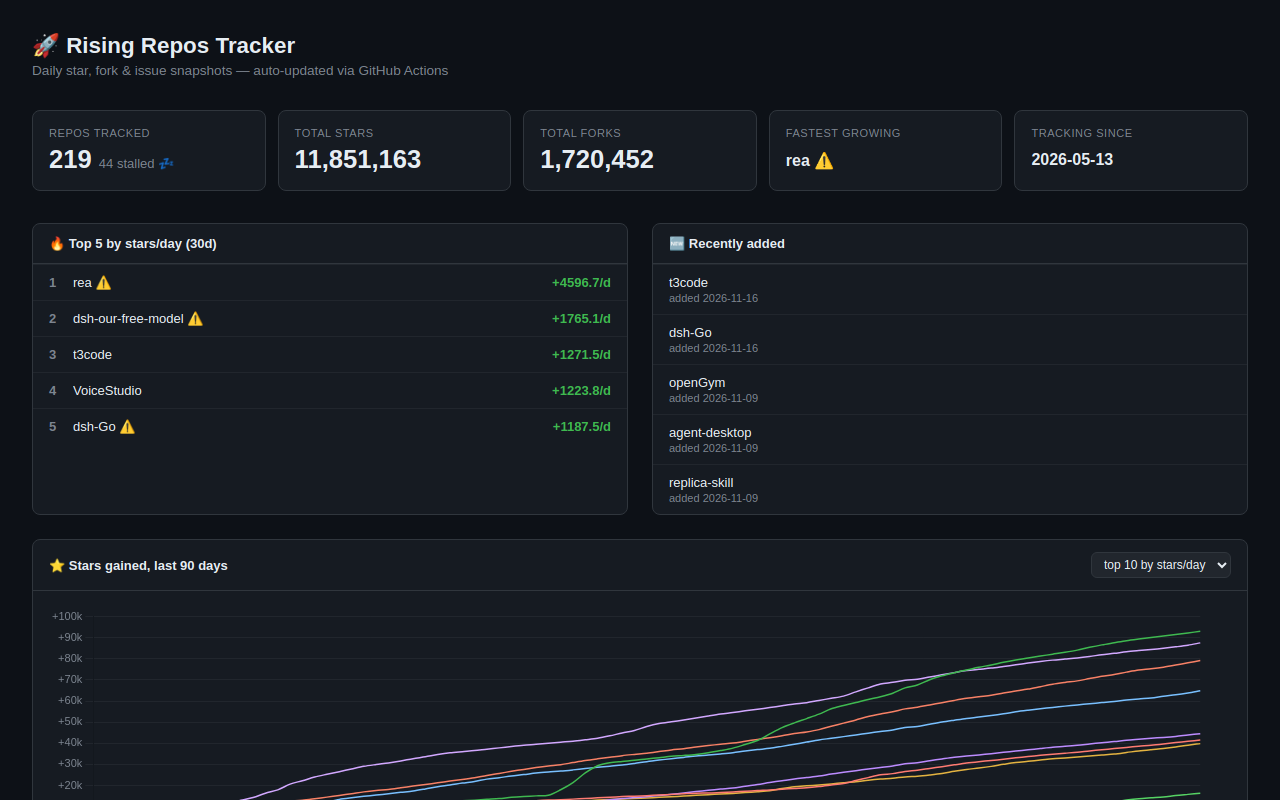 🚀 Rising Repos Tracker
Daily star, fork & issue snapshots — auto-updated via GitHub Actions
REPOS TRACKED
219 44 stalled 💤
TOTAL STARS
11,851,163
TOTAL FORKS
1,720,452
FASTEST GROWING
rea ⚠️
TRACKING SINCE
2026-05-13
🔥 Top 5 by stars/day (30d)
1 rea ⚠️ +4596.7/d
2 dsh-our-free-model ⚠️ +1765.1/d
3 t3code +1271.5/d
4 VoiceStudio +1223.8/d
5 dsh-Go ⚠️ +1187.5/d
🆕 Recently added
t3code
added 2026-11-16
dsh-Go
added 2026-11-16
openGym
added 2026-11-09
agent-desktop
added 2026-11-09
replica-skill
added 2026-11-09
⭐ Stars gained, last 90 days
top 10 by stars/day
+100k
+90k
+80k
+70k
+60k
+50k
+40k
+30k
+20k